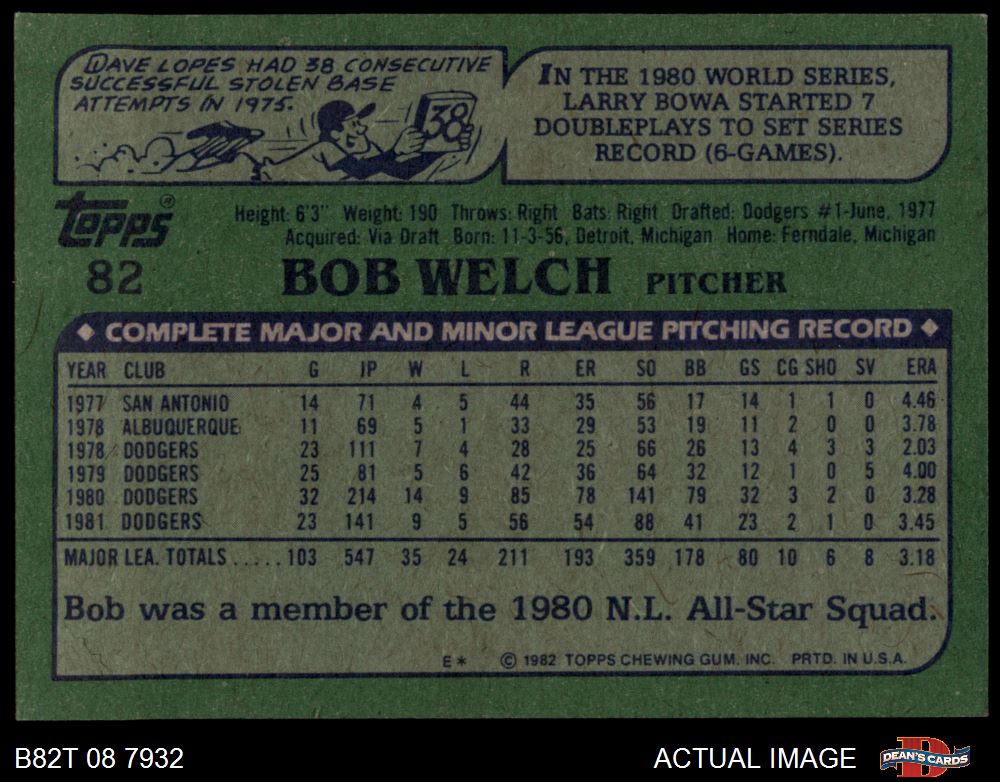 DAVE LOPES HAD 38 CONSECUTIVE
SUCCESSFUL STOLEN BASE
ATTEMPTS IN 1975.
38
IN THE 1980 WORLD SERIES,
LARRY BOWA STARTED 7
DOUBLEPLAYS TO SET SERIES
RECORD (6-GAMES).
Topps®
Height: 6'3" Weight: 190 Throws: Right Bats: Right Drafted: Dodgers #1-June, 1977
Acquired: Via Draft Born: 11-3-56, Detroit, Michigan Home: Ferndale, Michigan
82 BOB WELCH PITCHER
◆ COMPLETE MAJOR AND MINOR LEAGUE PITCHING RECORD ◆
YEAR CLUB G IP W L R ER SO BB GS CG SHO SV ERA
1977 SAN ANTONIO 14 71 4 5 44 35 56 17 14 1 1 0 4.46
1978 ALBUQUERQUE 11 69 5 1 33 29 53 19 11 2 0 0 3.78
1978 DODGERS 23 111 7 4 28 25 66 26 13 4 3 3 2.03
1979 DODGERS 25 81 5 6 42 36 64 32 12 1 0 5 4.00
1980 DODGERS 32 214 14 9 85 78 141 79 32 3 2 0 3.28
1981 DODGERS 23 141 9 5 56 54 88 41 23 2 1 0 3.45
MAJOR LEA. TOTALS ..... 103 547 35 24 211 193 359 178 80 10 6 8 3.18
Bob was a member of the 1980 N.L. All-Star Squad.
E* © 1982 TOPPS CHEWING GUM. INC. PRTD. IN U.S.A.
B82T 08 7932 ACTUAL IMAGE DEAN'S CARDS